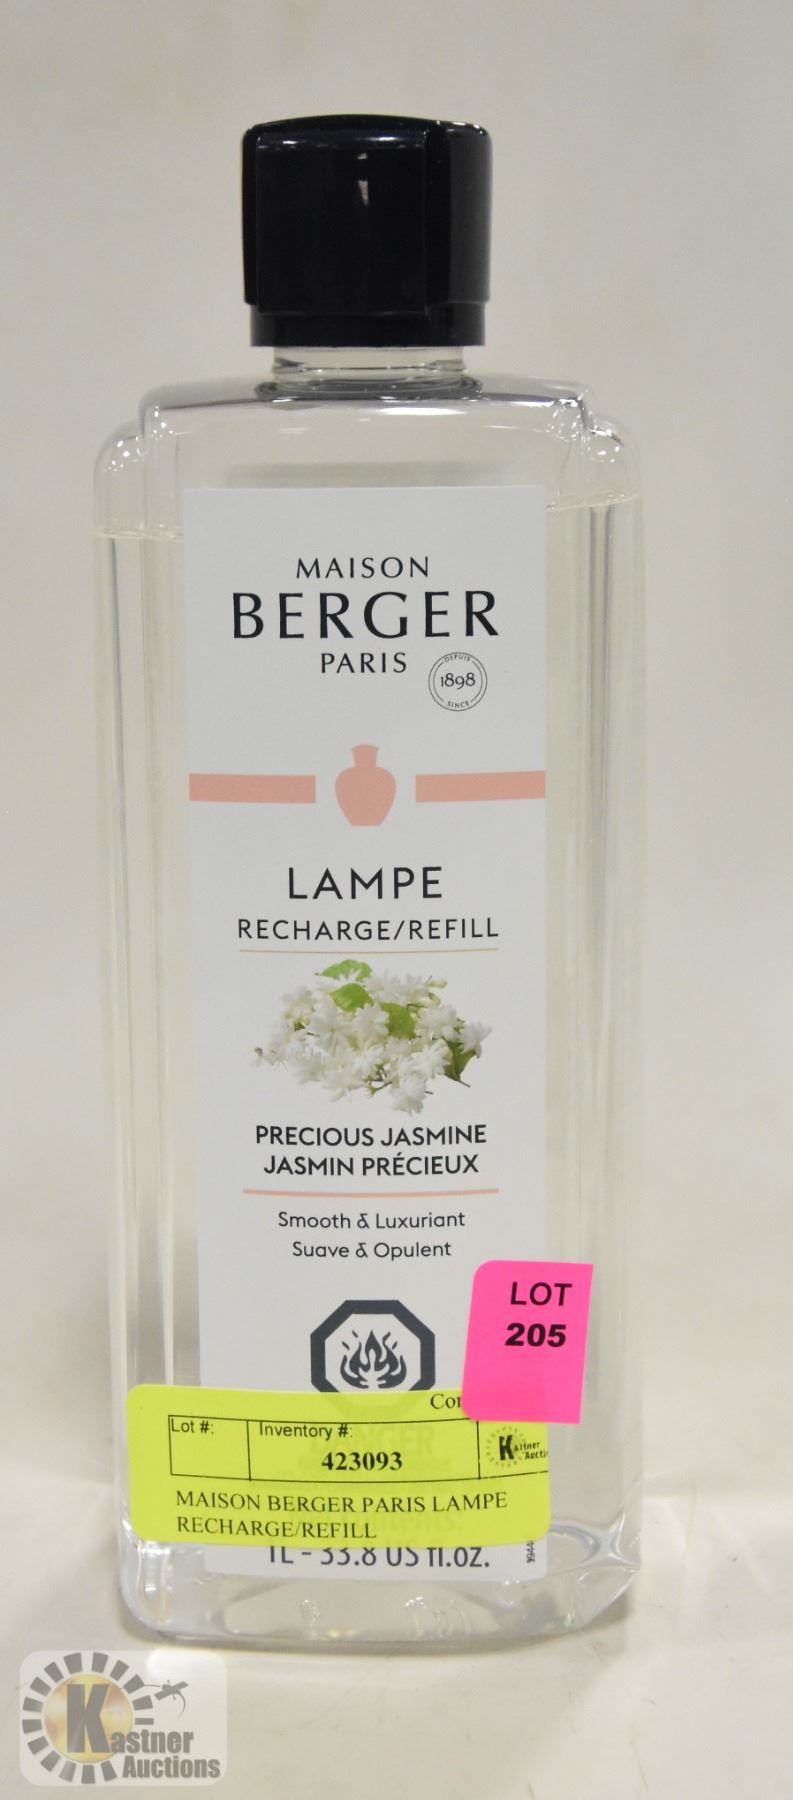 MAISON
BERGER
PARIS
DEPUIS
1898
SINCE
LAMPE
RECHARGE/REFILL
PRECIOUS JASMINE
JASMIN PRÉCIEUX
Smooth & Luxuriant
Suave & Opulent
LOT
205
Lot #: Inventory #:
423093
Kastner
MAISON BERGER PARIS LAMPE
RECHARGE/REFILL
1L - 33.8 US fl.oz.
Kastner
Auctions